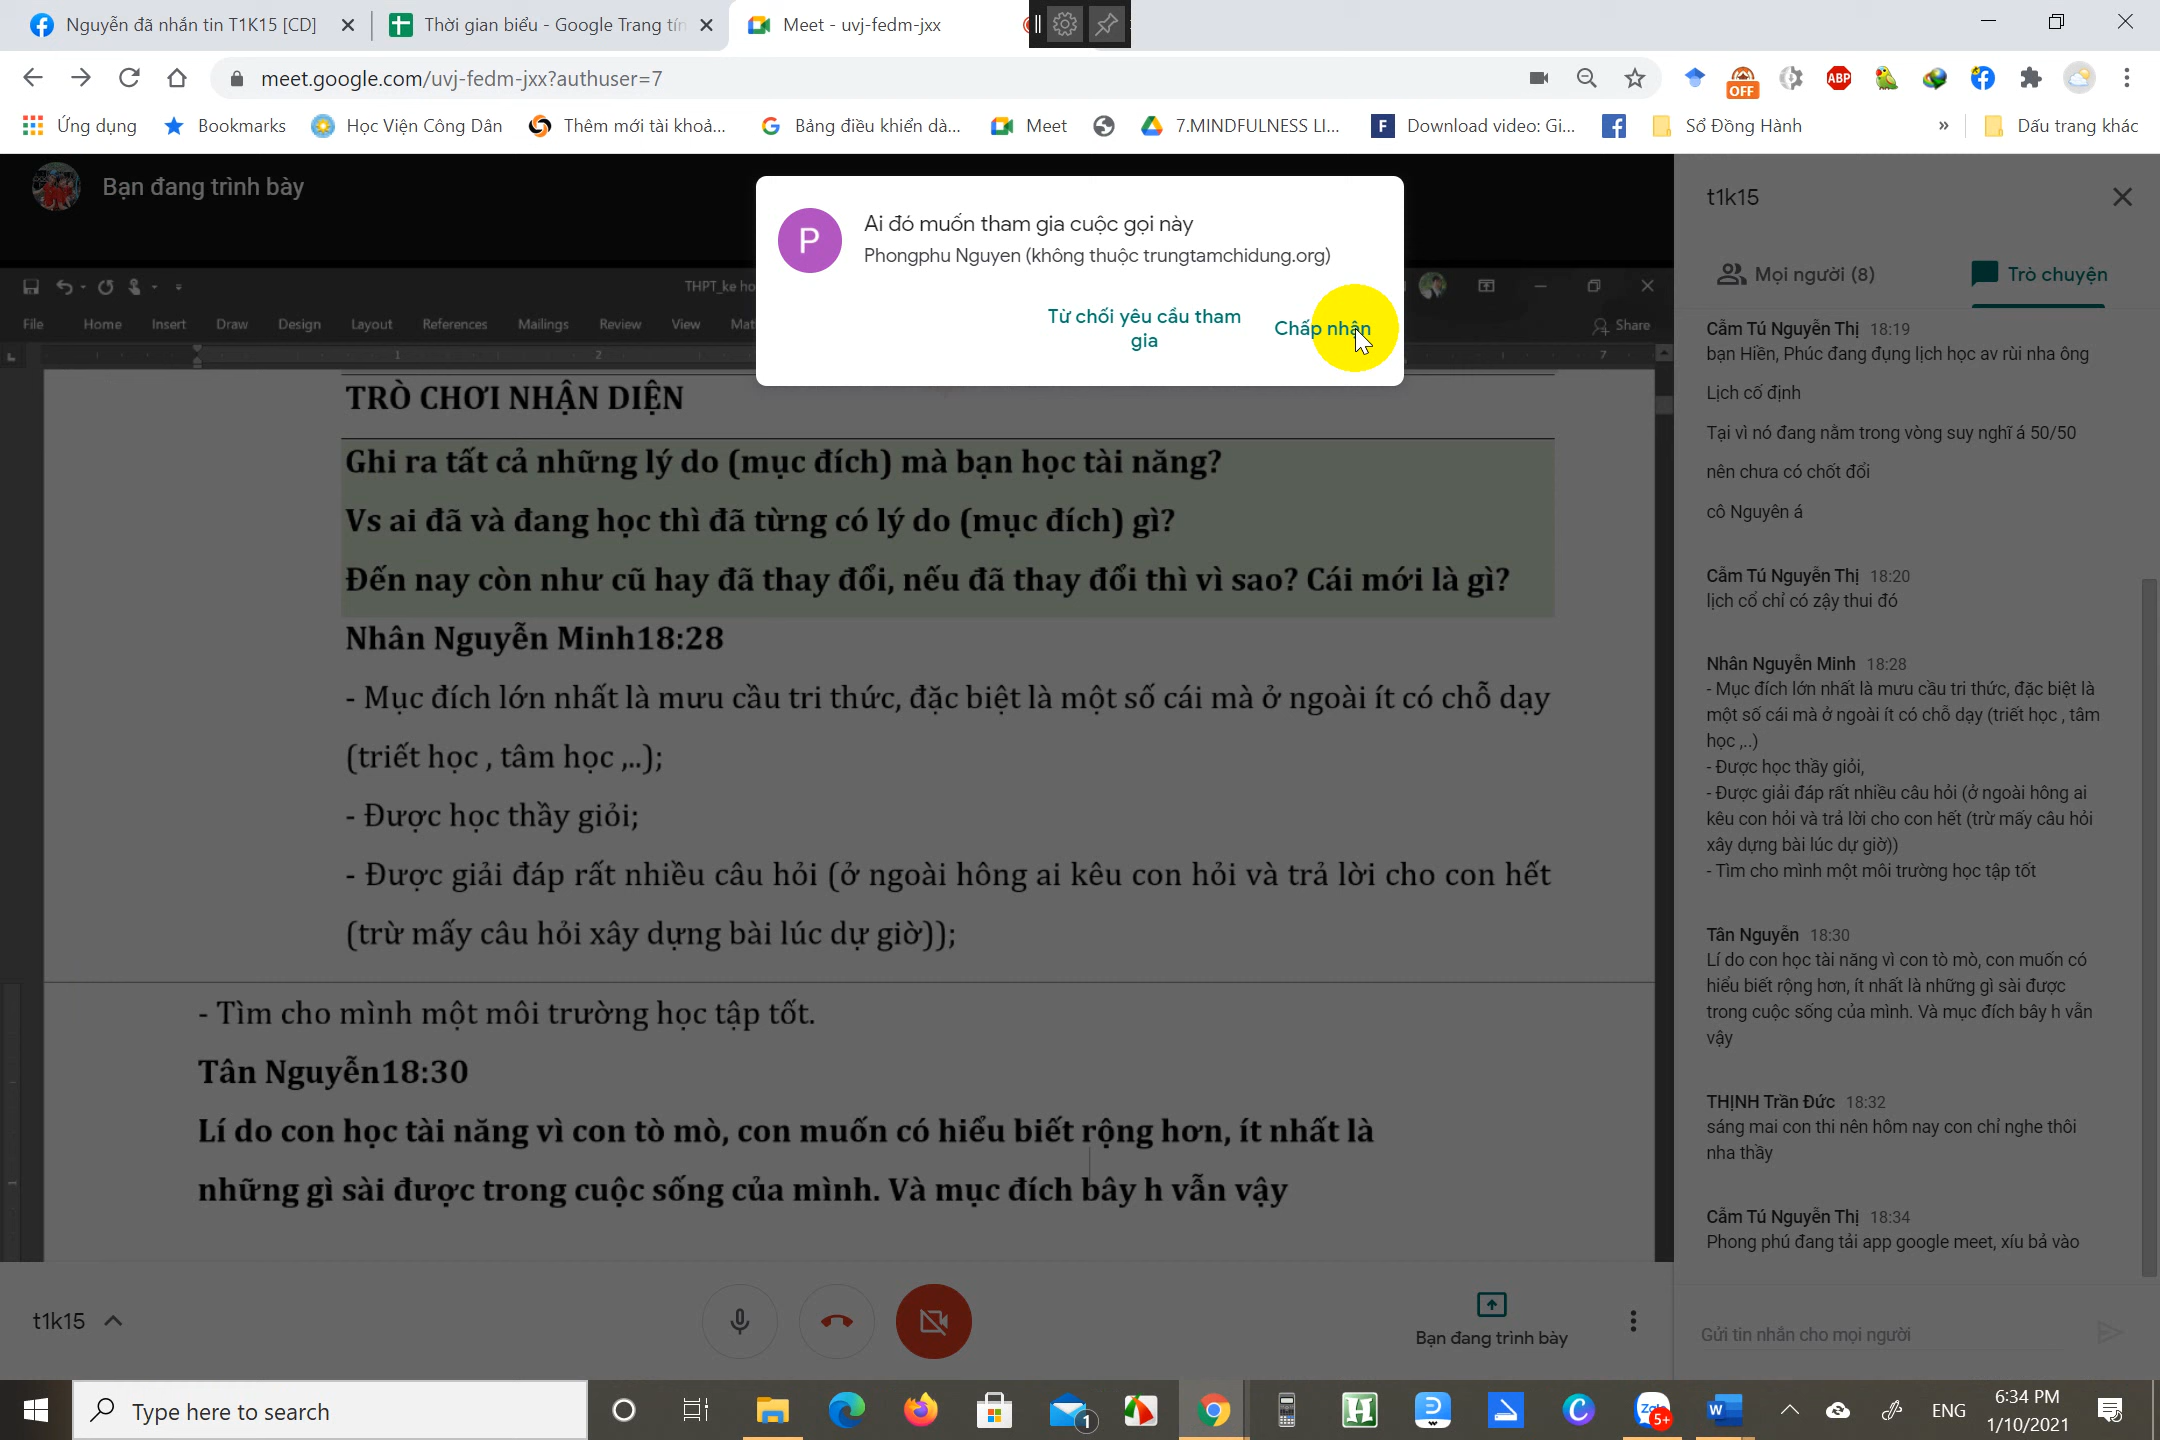 Nguyễn đã nhắn tin T1K15 [CD]
Thời gian biểu - Google Trang tín
Meet - uvj-fedm-jxx
meet.google.com/uvj-fedm-jxx?authuser=7
OFF
ABP
Ứng dụng
Bookmarks
Học Viện Công Dân
Thêm mới tài khoả...
Bảng điều khiển dà...
Meet
7.MINDFULNESS LI...
Download video: Gi...
Sổ Đồng Hành
»
Dấu trang khác
Bạn đang trình bày
P
Ai đó muốn tham gia cuộc gọi này
Phongphu Nguyen (không thuộc trungtamchidung.org)
Từ chối yêu cầu tham
gia
Chấp nhận
THPT_ke ho
File Home Insert Draw Design Layout References Mailings Review View Mat
Share
1 2 7
TRÒ CHƠI NHẬN DIỆN
Ghi ra tất cả những lý do (mục đích) mà bạn học tài năng?
Vs ai đã và đang học thì đã từng có lý do (mục đích) gì?
Đến nay còn như cũ hay đã thay đổi, nếu đã thay đổi thì vì sao? Cái mới là gì?
Nhân Nguyễn Minh18:28
- Mục đích lớn nhất là mưu cầu tri thức, đặc biệt là một số cái mà ở ngoài ít có chỗ dạy
(triết học , tâm học ,..);
- Được học thầy giỏi;
- Được giải đáp rất nhiều câu hỏi (ở ngoài hông ai kêu con hỏi và trả lời cho con hết
(trừ mấy câu hỏi xây dựng bài lúc dự giờ));
- Tìm cho mình một môi trường học tập tốt.
Tân Nguyễn18:30
Lí do con học tài năng vì con tò mò, con muốn có hiểu biết rộng hơn, ít nhất là
những gì sài được trong cuộc sống của mình. Và mục đích bây h vẫn vậy
t1k15
Mọi người (8)
Trò chuyện
Cẩm Tú Nguyễn Thị 18:19
bạn Hiền, Phúc đang đụng lịch học av rùi nha ông
Lịch cố định
Tại vì nó đang nằm trong vòng suy nghĩ á 50/50
nên chưa có chốt đổi
cô Nguyên á
Cẩm Tú Nguyễn Thị 18:20
lịch cổ chỉ có zậy thui đó
Nhân Nguyễn Minh 18:28
- Mục đích lớn nhất là mưu cầu tri thức, đặc biệt là
một số cái mà ở ngoài ít có chỗ dạy (triết học , tâm
học ,..)
- Được học thầy giỏi,
- Được giải đáp rất nhiều câu hỏi (ở ngoài hông ai
kêu con hỏi và trả lời cho con hết (trừ mấy câu hỏi
xây dựng bài lúc dự giờ))
- Tìm cho mình một môi trường học tập tốt
Tân Nguyễn 18:30
Lí do con học tài năng vì con tò mò, con muốn có
hiểu biết rộng hơn, ít nhất là những gì sài được
trong cuộc sống của mình. Và mục đích bây h vẫn
vậy
THỊNH Trần Đức 18:32
sáng mai con thi nên hôm nay con chỉ nghe thôi
nha thầy
Cẩm Tú Nguyễn Thị 18:34
Phong phú đang tải app google meet, xíu bả vào
Gửi tin nhắn cho mọi người
t1k15
Bạn đang trình bày
Type here to search
1
5+
ENG
6:34 PM
1/10/2021